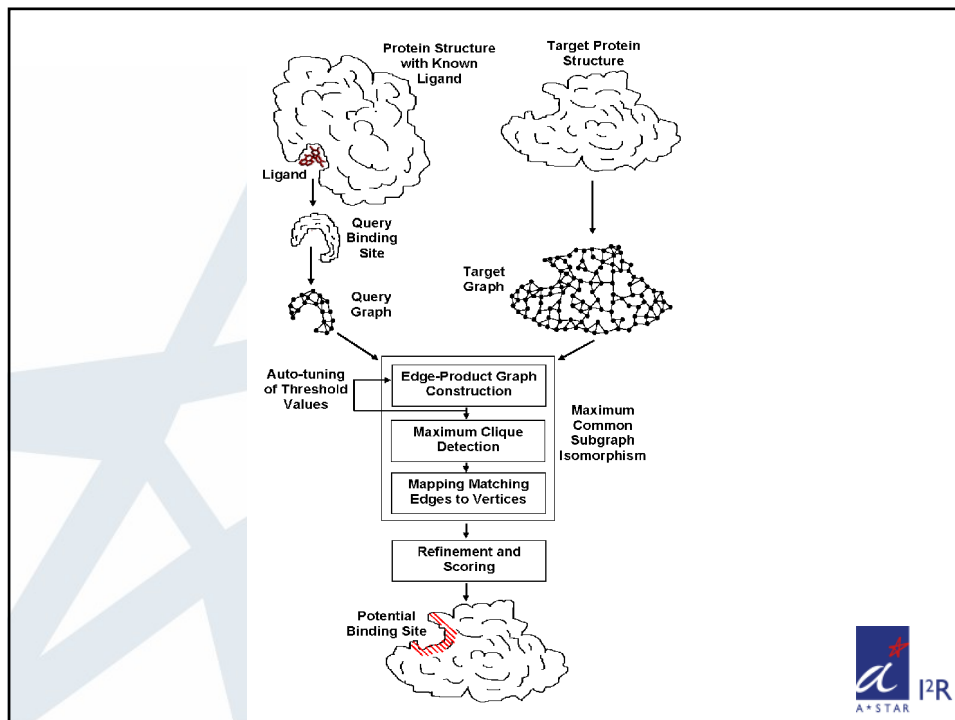 Protein Structure
with Known
Ligand
Target Protein
Structure
Ligand
Query
Binding
Site
Target
Graph
Query
Graph
Auto-tuning
of Threshold
Values
Edge-Product Graph
Construction
Maximum Clique
Detection
Mapping Matching
Edges to Vertices
Maximum
Common
Subgraph
Isomorphism
Refinement and
Scoring
Potential
Binding Site
a
A★STAR
I²R